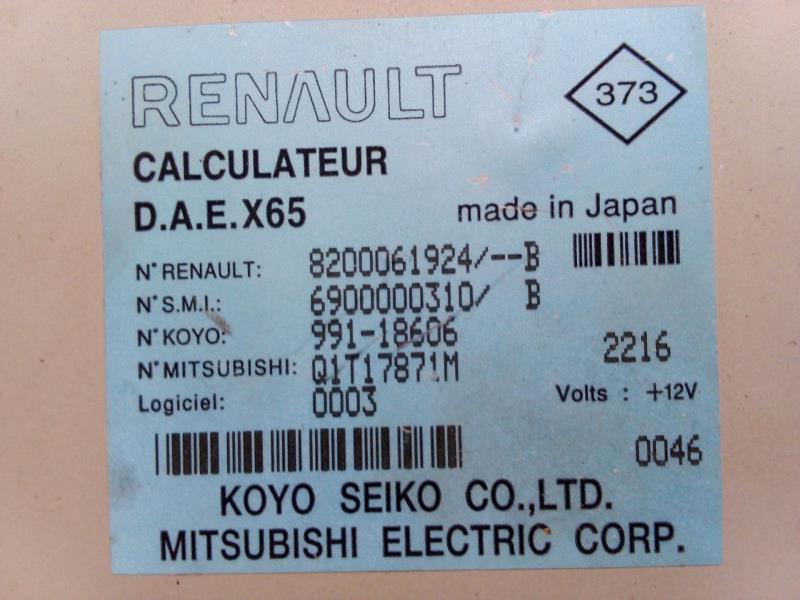 RENAULT
373
CALCULATEUR
D.A.E.X65
made in Japan
N° RENAULT: 8200061924/--B
N° S.M.I.: 6900000310/ B
N° KOYO: 991-18606
2216
N° MITSUBISHI: Q1T17871M
Logiciel: 0003
Volts : +12V
0046
KOYO SEIKO CO.,LTD.
MITSUBISHI ELECTRIC CORP.